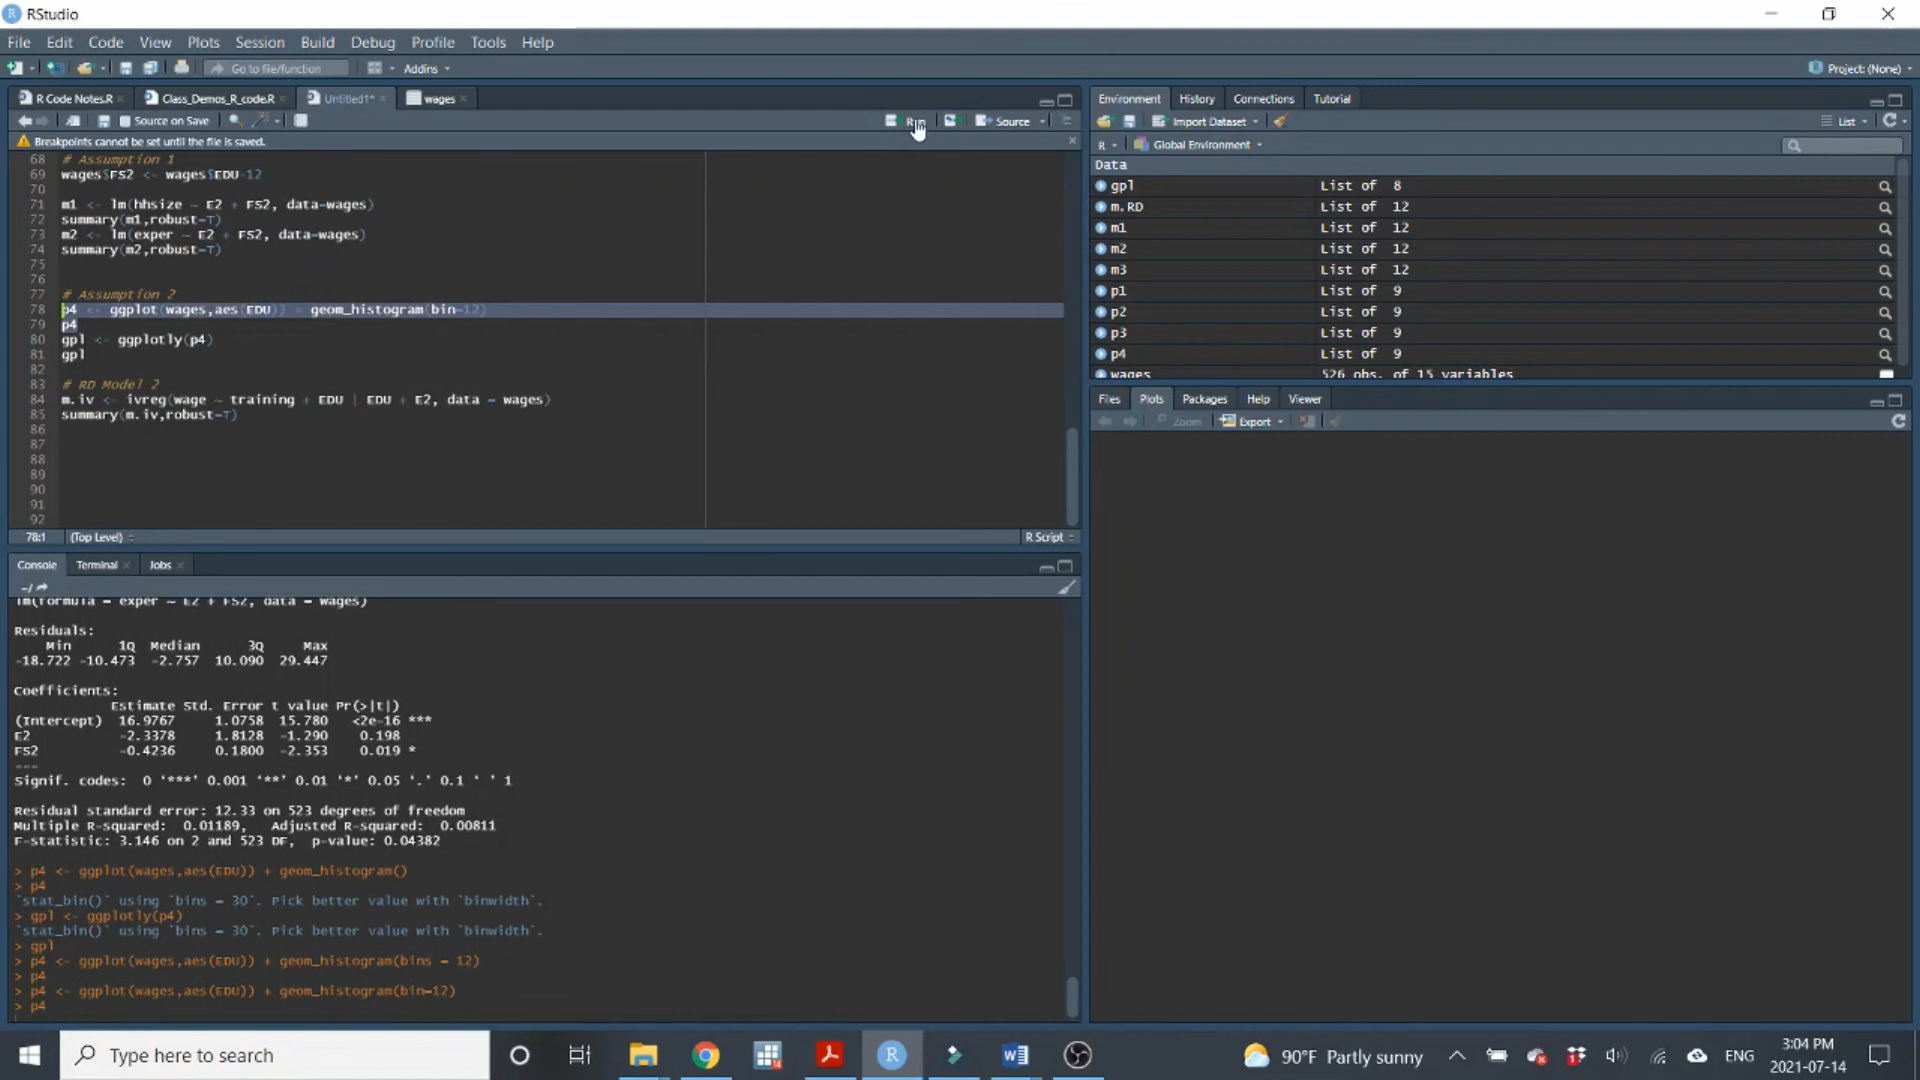 RStudio
File Edit Code View Plots Session Build Debug Profile Tools Help
Go to file/function Addins
Project: (None)
R Code Notes.R Class_Demos_R_code.R Untitled1* wages
Source on Save Run Source
Breakpoints cannot be set until the file is saved.
68 # Assumption 1
69 wages$FS2 <- wages$EDU-12
70
71 m1 <- lm(hhsize ~ E2 + FS2, data=wages)
72 summary(m1,robust=T)
73 m2 <- lm(exper ~ E2 + FS2, data=wages)
74 summary(m2,robust=T)
75
76
77 # Assumption 2
78 p4 <- ggplot(wages,aes(EDU)) + geom_histogram(bin=12)
79 p4
80 gpl <- ggplotly(p4)
81 gpl
82
83 # RD Model 2
84 m.iv <- ivreg(wage ~ training + EDU | EDU + E2, data = wages)
85 summary(m.iv,robust=T)
86
87
88
89
90
91
92
78:1 (Top Level) R Script
Console Terminal Jobs
~/
lm(formula = exper ~ E2 + FS2, data = wages)
Residuals:
Min 1Q Median 3Q Max
-18.722 -10.473 -2.757 10.090 29.447
Coefficients:
Estimate Std. Error t value Pr(>|t|)
(Intercept) 16.9767 1.0758 15.780 <2e-16 ***
E2 -2.3378 1.8128 -1.290 0.198
FS2 -0.4236 0.1800 -2.353 0.019 *
---
Signif. codes: 0 ‘***’ 0.001 ‘**’ 0.01 ‘*’ 0.05 ‘.’ 0.1 ‘ ’ 1
Residual standard error: 12.33 on 523 degrees of freedom
Multiple R-squared: 0.01189, Adjusted R-squared: 0.00811
F-statistic: 3.146 on 2 and 523 DF, p-value: 0.04382
> p4 <- ggplot(wages,aes(EDU)) + geom_histogram()
> p4
`stat_bin()` using `bins = 30`. Pick better value with `binwidth`.
> gpl <- ggplotly(p4)
`stat_bin()` using `bins = 30`. Pick better value with `binwidth`.
> gpl
> p4 <- ggplot(wages,aes(EDU)) + geom_histogram(bins = 12)
> p4
> p4 <- ggplot(wages,aes(EDU)) + geom_histogram(bin=12)
> p4
Environment History Connections Tutorial
Import Dataset List
R Global Environment
Data
gpl List of 8
m.RD List of 12
m1 List of 12
m2 List of 12
m3 List of 12
p1 List of 9
p2 List of 9
p3 List of 9
p4 List of 9
wages 526 obs. of 15 variables
Files Plots Packages Help Viewer
Zoom Export
Type here to search
90°F Partly sunny
ENG
3:04 PM
2021-07-14